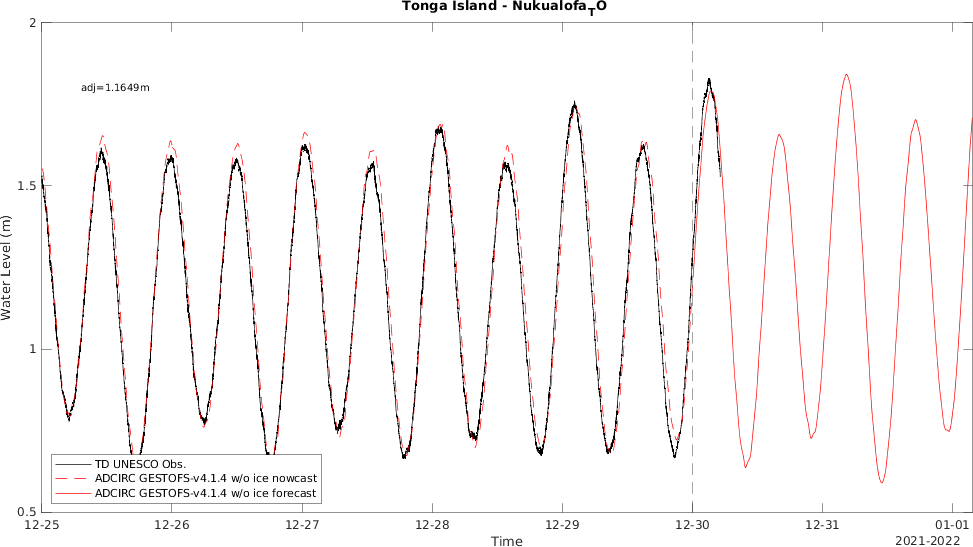 Tonga Island - Nukualofa_TO
2
adj=1.1649m
1.5
Water Level (m)
1
TD UNESCO Obs.
ADCIRC GESTOFS-v4.1.4 w/o ice nowcast
ADCIRC GESTOFS-v4.1.4 w/o ice forecast
0.5
12-25 12-26 12-27 12-28 12-29 12-30 12-31 01-01
Time
2021-2022